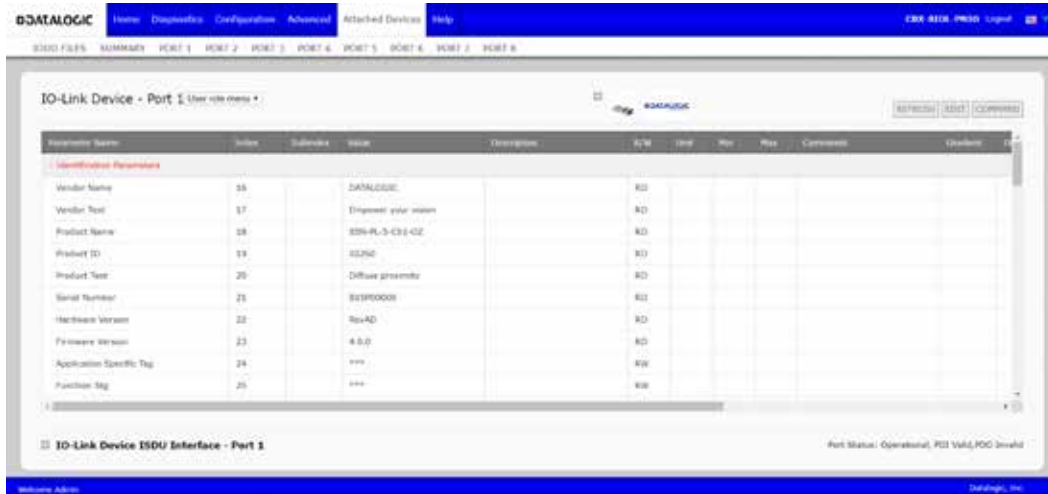 DATALOGIC Home Diagnostics Configuration Advanced Attached Devices Help Logout
IODD FILES SUMMARY PORT 1 PORT 2 PORT 3 PORT 4 PORT 5 PORT 6 PORT 7 PORT 8
IO-Link Device - Port 1 User role menu
DATALOGIC
REFRESH EDIT COMMAND
Parameter Name Index Subindex Value Description R/W Unit Min Max Comments Gradient
- Identification Parameters
Vendor Name 16 DATALOGIC RO
Vendor Text 17 Empower your vision RO
Product Name 18 RO
Product ID 19 RO
Product Text 20 Diffuse proximity RO
Serial Number 21 RO
Hardware Version 22 RevAD RO
Firmware Version 23 RO
Application Specific Tag 24 *** RW
Function Tag 25 *** RW
IO-Link Device ISDU Interface - Port 1
Port Status: Operational, PDI Valid,PDO Invalid
Welcome Admin
Datalogic, Inc.